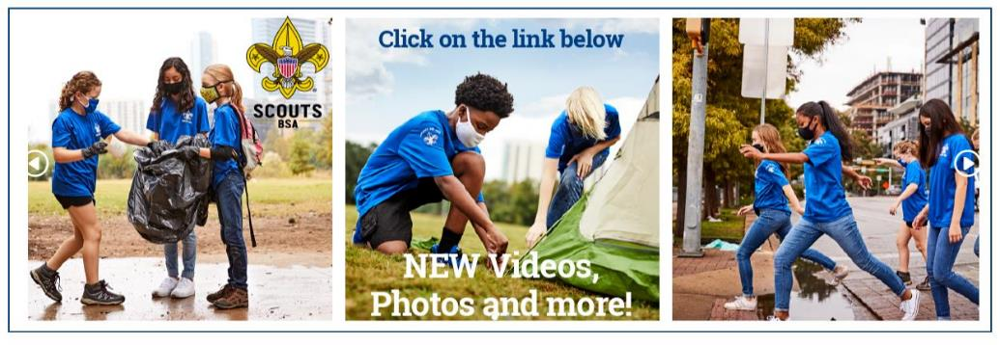 SCOUTS
BSA
Click on the link below
NEW Videos,
Photos and more!